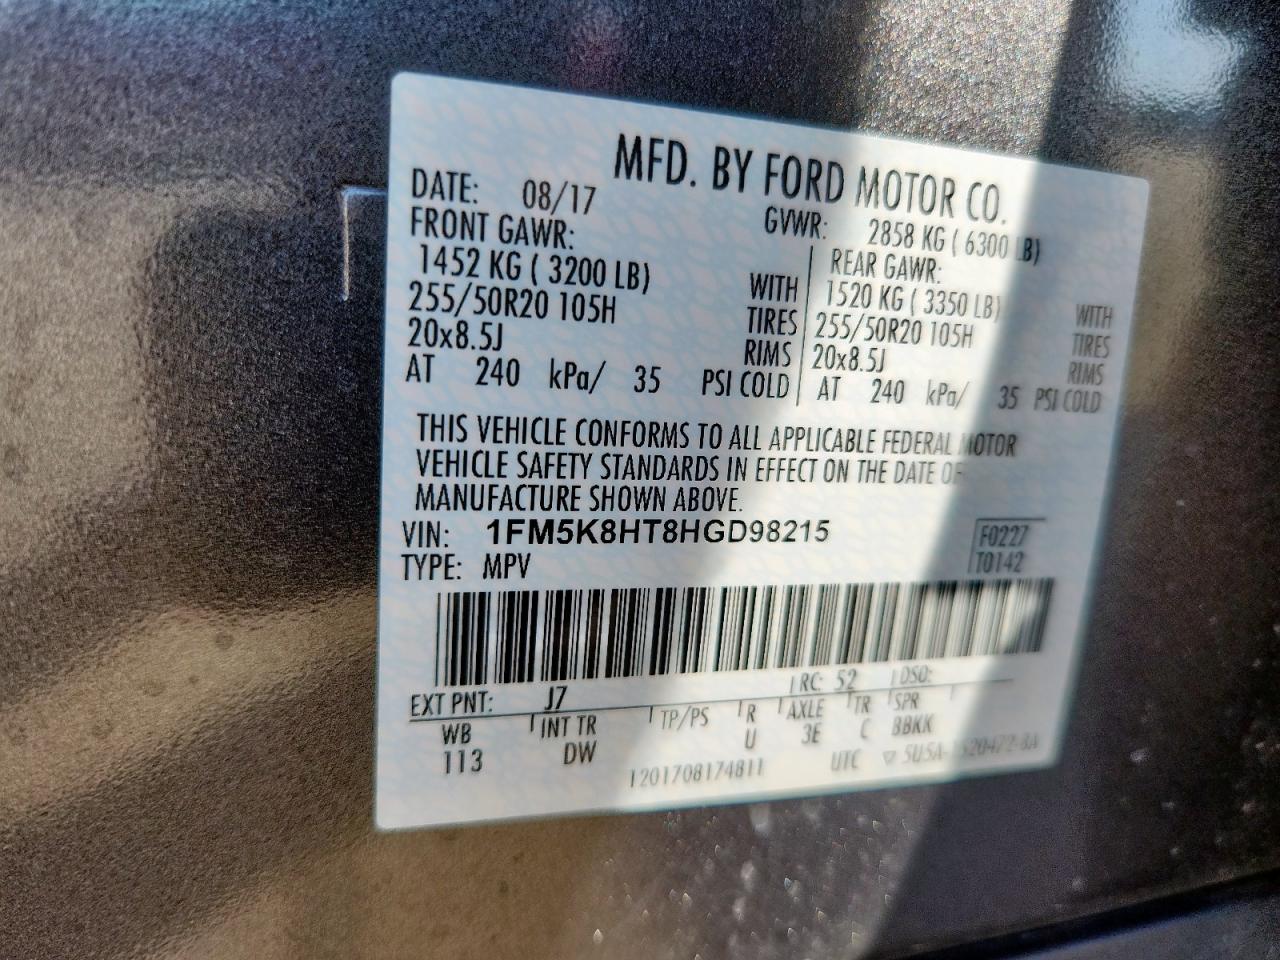 MFD. BY FORD MOTOR CO.
DATE: 08/17 GVWR: 2858 KG ( 6300 LB)
FRONT GAWR: REAR GAWR:
1452 KG ( 3200 LB) WITH 1520 KG ( 3350 LB) WITH
255/50R20 105H TIRES 255/50R20 105H TIRES
20x8.5J RIMS 20x8.5J RIMS
AT 240 kPa/ 35 PSI COLD AT 240 kPa/ 35 PSI COLD
THIS VEHICLE CONFORMS TO ALL APPLICABLE FEDERAL MOTOR
VEHICLE SAFETY STANDARDS IN EFFECT ON THE DATE OF
MANUFACTURE SHOWN ABOVE.
VIN: 1FM5K8HT8HGD98215 F0227
TYPE: MPV T0142
EXT PNT: J7 RC: 52 DSO:
WB INT TR TP/PS R AXLE TR SPR
113 DW U 3E C BBKK
1201708174811 UTC ▽ 5U5A-